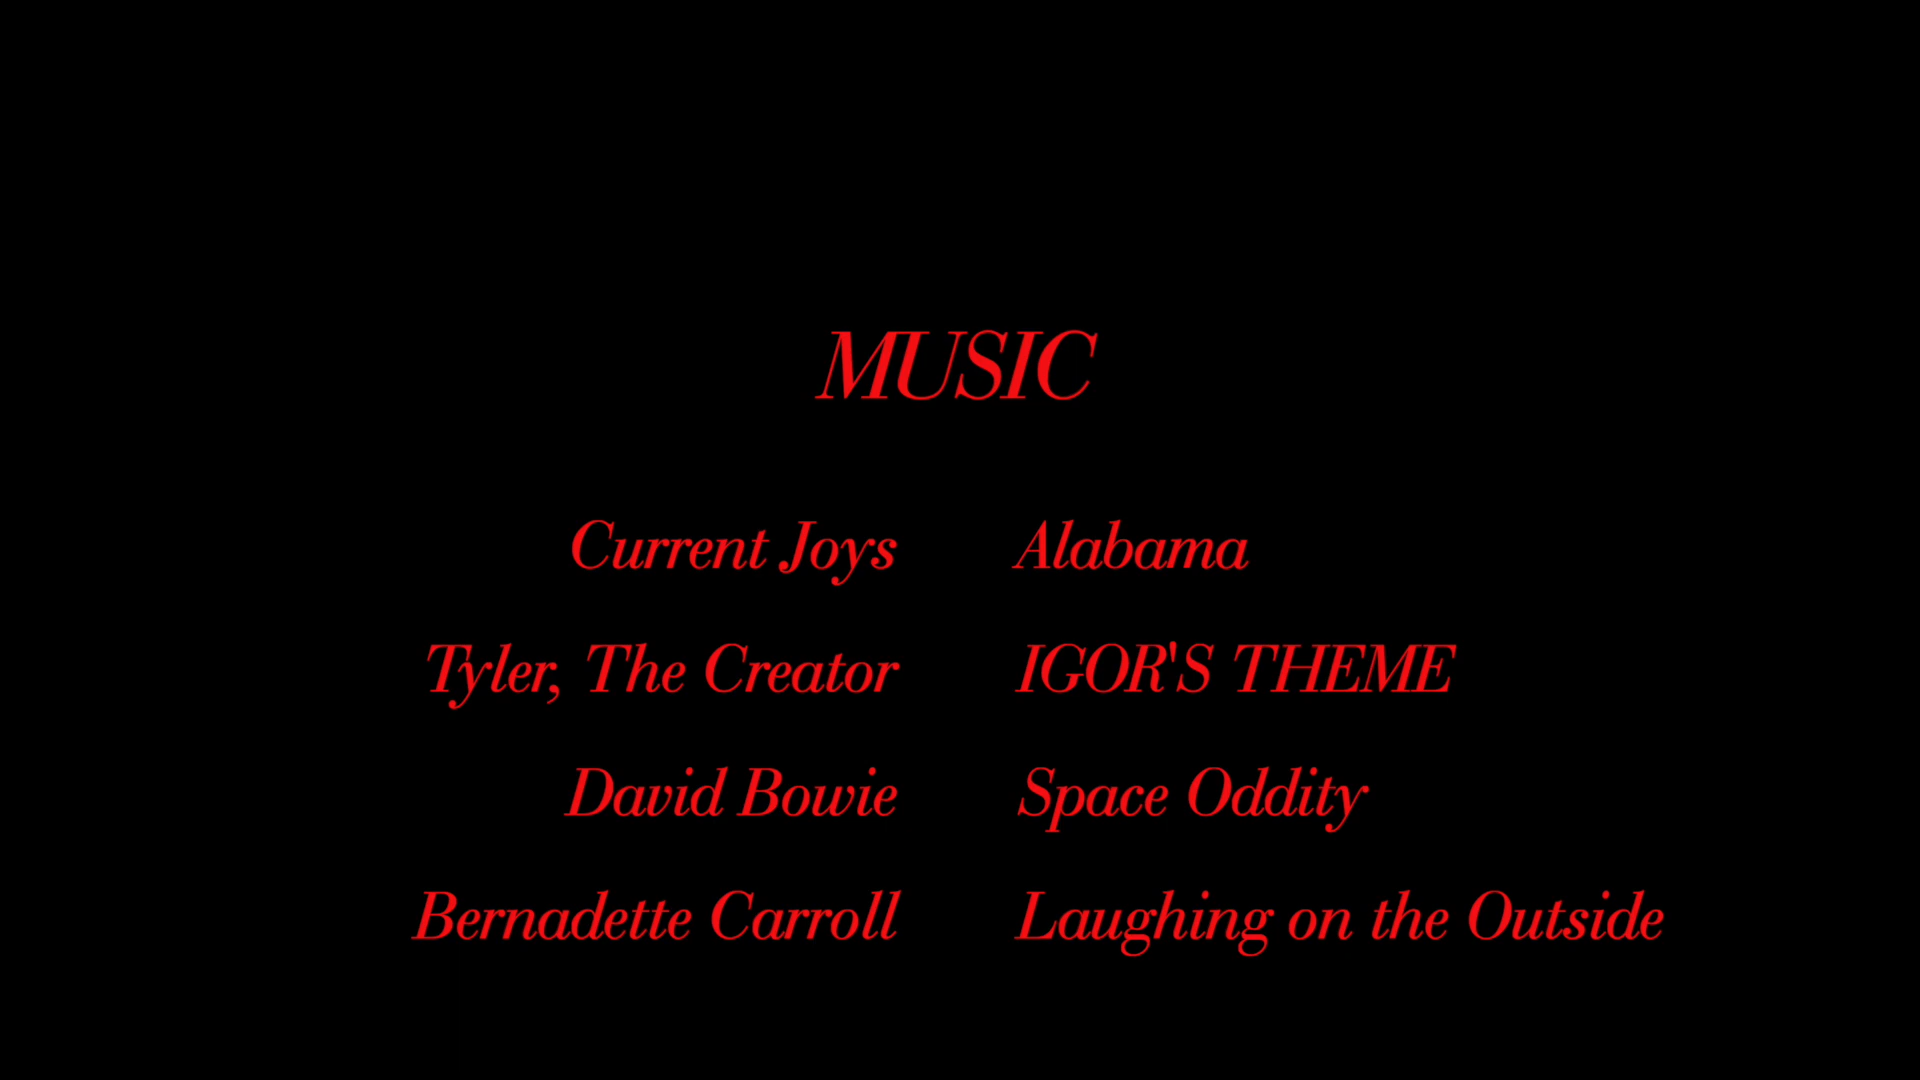 MUSIC
Current Joys Alabama
Tyler, The Creator IGOR'S THEME
David Bowie Space Oddity
Bernadette Carroll Laughing on the Outside